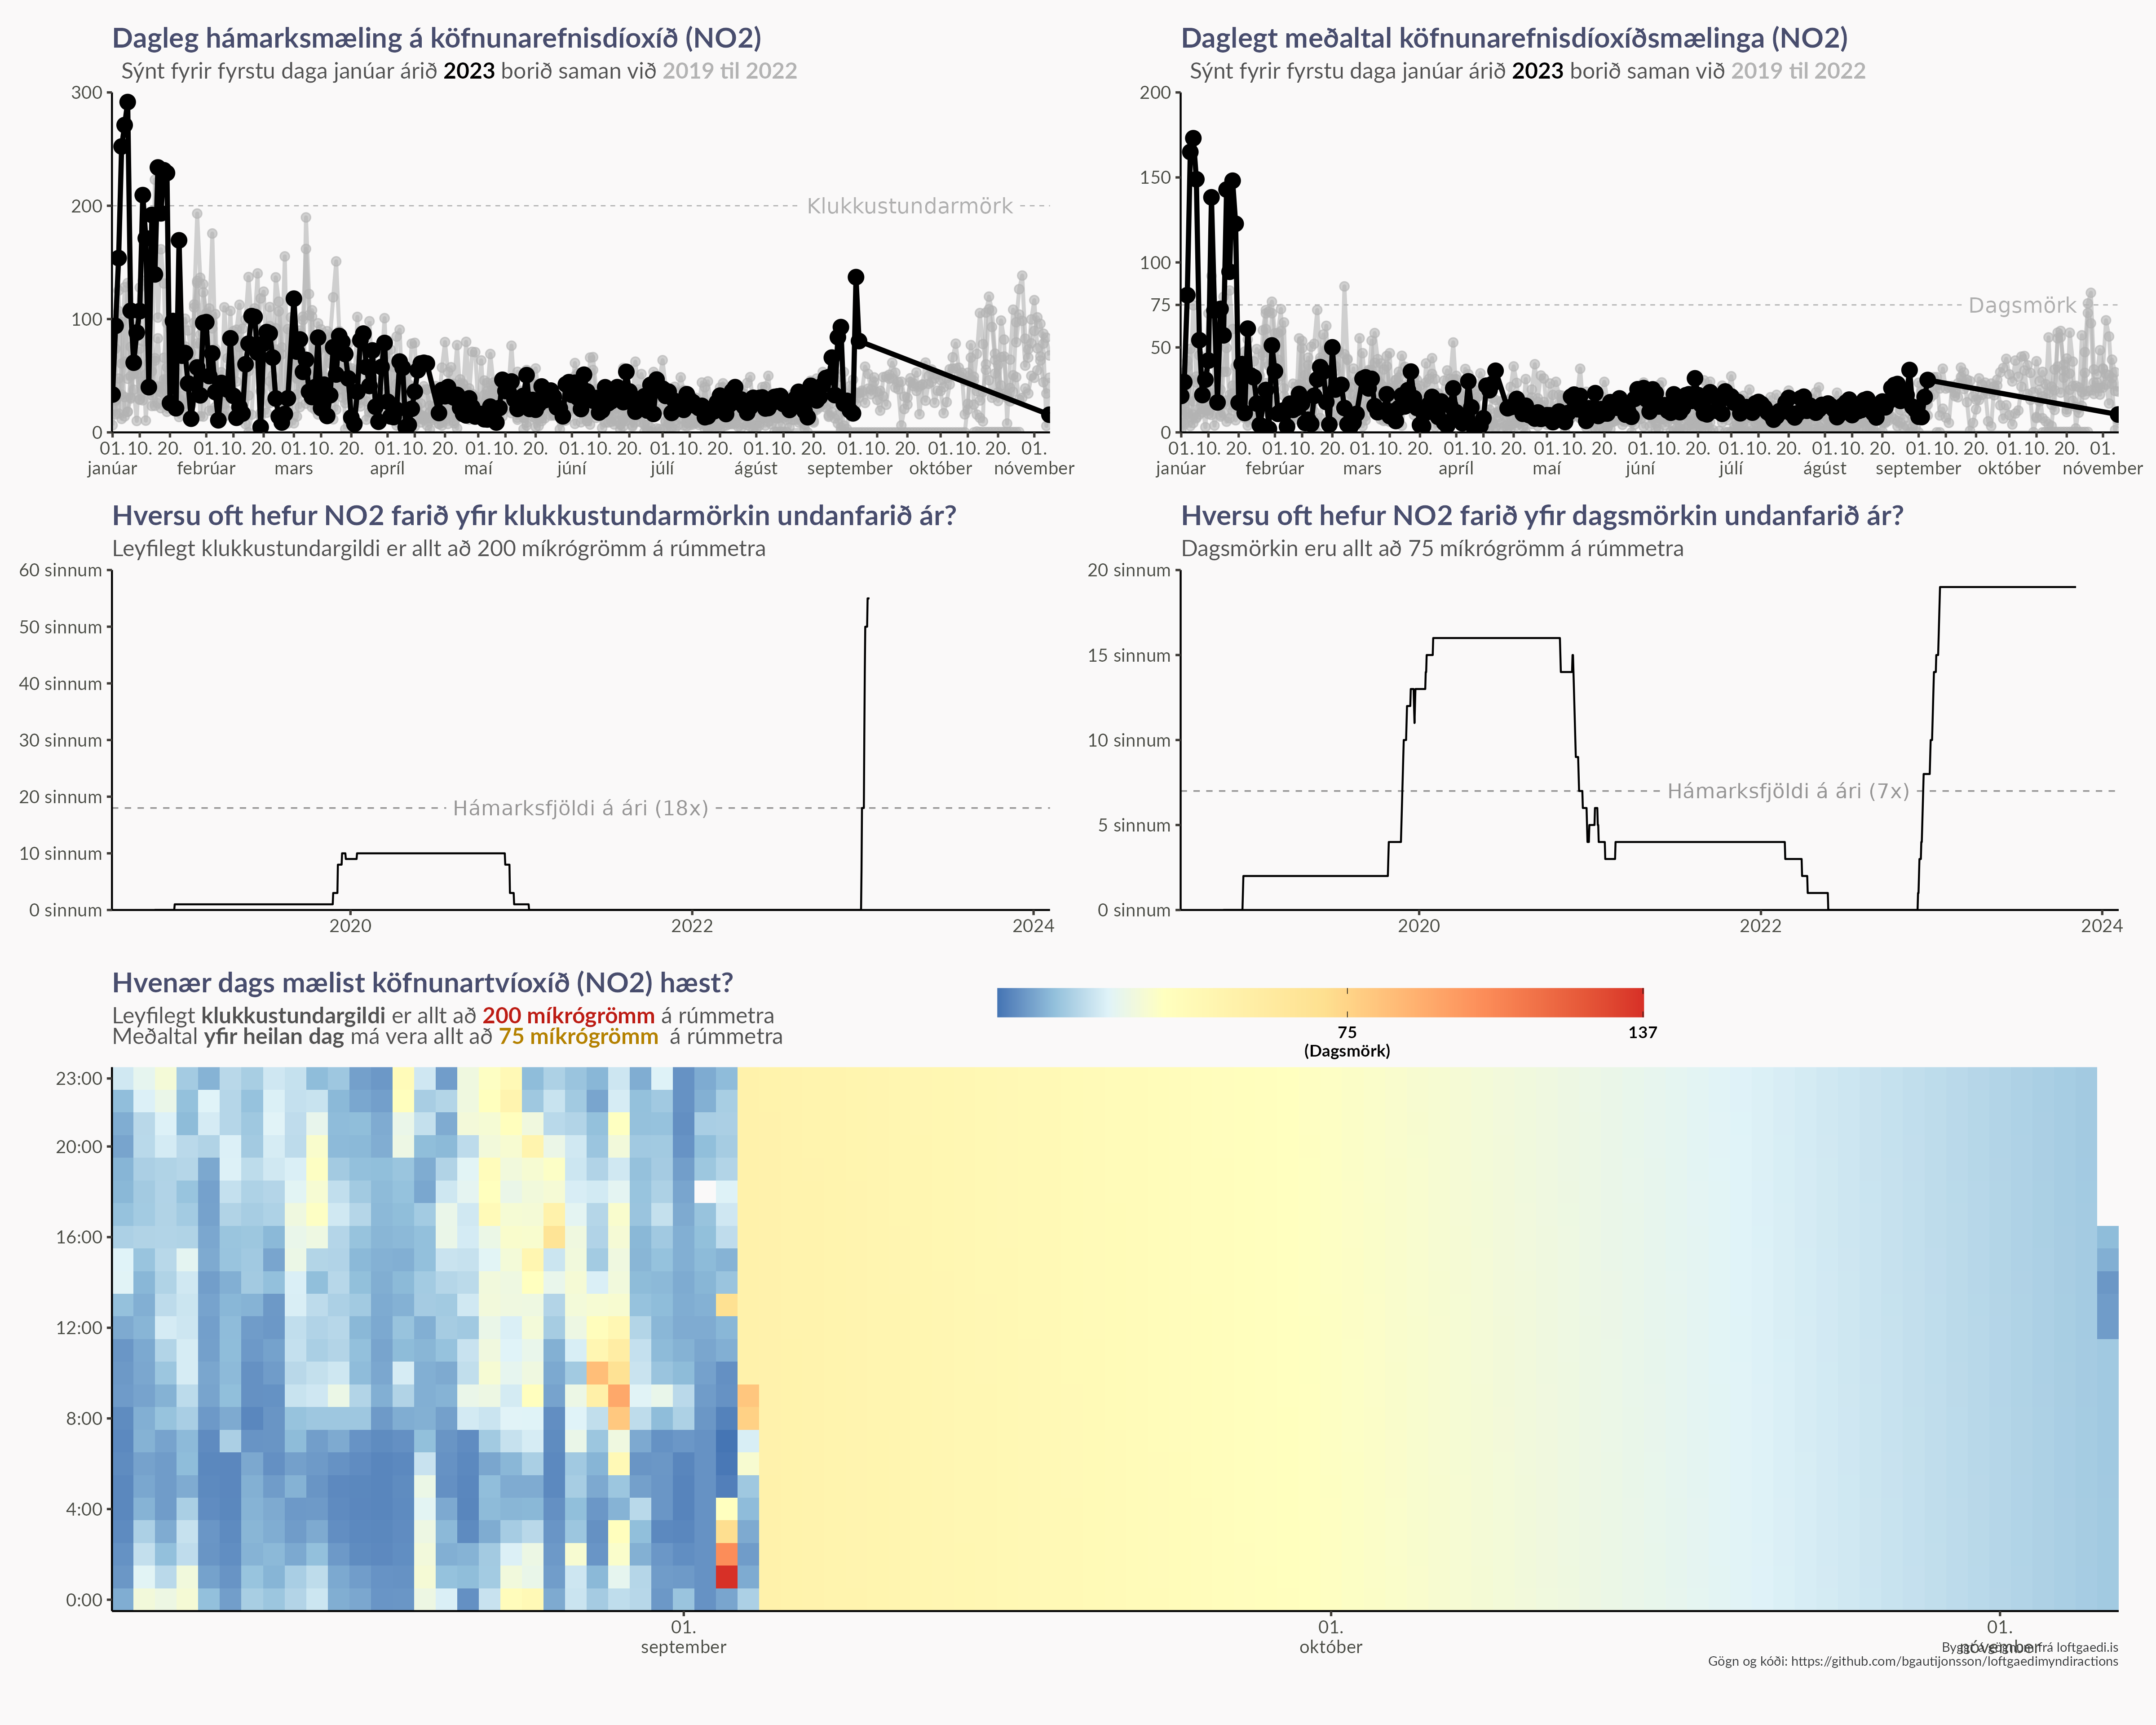 Dagleg hámarksmæling á köfnunarefnisdíoxíð (NO2)
Sýnt fyrir fyrstu daga janúar árið 2023 borið saman við 2019 til 2022
300
200
100
0
Klukkustundarmörk
01. 10. 20. 01. 10. 20. 01. 10. 20. 01. 10. 20. 01. 10. 20. 01. 10. 20. 01. 10. 20. 01. 10. 20. 01. 10. 20. 01. 10. 20. 01.
janúar febrúar mars apríl maí júní júlí ágúst september október nóvember
Daglegt meðaltal köfnunarefnisdíoxíðsmælinga (NO2)
Sýnt fyrir fyrstu daga janúar árið 2023 borið saman við 2019 til 2022
200
150
100
75
50
0
Dagsmörk
01. 10. 20. 01. 10. 20. 01. 10. 20. 01. 10. 20. 01. 10. 20. 01. 10. 20. 01. 10. 20. 01. 10. 20. 01. 10. 20. 01. 10. 20. 01.
janúar febrúar mars apríl maí júní júlí ágúst september október nóvember
Hversu oft hefur NO2 farið yfir klukkustundarmörkin undanfarið ár?
Leyfilegt klukkustundargildi er allt að 200 míkrógrömm á rúmmetra
60 sinnum
50 sinnum
40 sinnum
30 sinnum
20 sinnum
10 sinnum
0 sinnum
Hámarksfjöldi á ári (18x)
2020 2022 2024
Hversu oft hefur NO2 farið yfir dagsmörkin undanfarið ár?
Dagsmörkin eru allt að 75 míkrógrömm á rúmmetra
20 sinnum
15 sinnum
10 sinnum
5 sinnum
0 sinnum
Hámarksfjöldi á ári (7x)
2020 2022 2024
Hvenær dags mælist köfnunartvíoxíð (NO2) hæst?
Leyfilegt klukkustundargildi er allt að 200 míkrógrömm á rúmmetra
Meðaltal yfir heilan dag má vera allt að 75 míkrógrömm á rúmmetra
75 137
(Dagsmörk)
23:00
20:00
16:00
12:00
8:00
4:00
0:00
01. 01. 01.
september október nóvember
Byggt á gögnum frá loftgaedi.is
Gögn og kóði: https://github.com/bgautijonsson/loftgaedimyndiractions